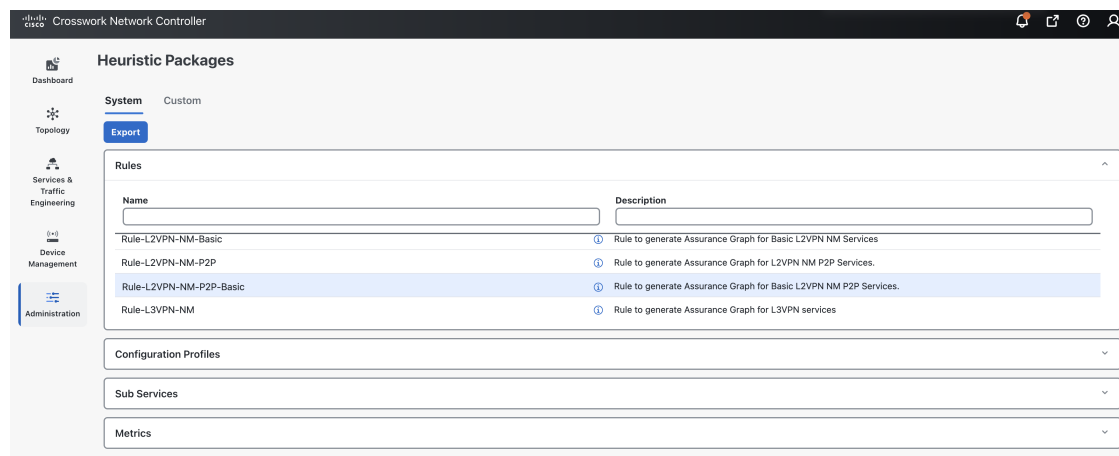 CISCO Crosswork Network Controller
Heuristic Packages
Dashboard
System Custom
Topology
Export
Rules
Services &
Traffic
Engineering
Name Description
Rule-L2VPN-NM-Basic Rule to generate Assurance Graph for Basic L2VPN NM Services
Device
Management
Rule-L2VPN-NM-P2P Rule to generate Assurance Graph for L2VPN NM P2P Services.
Rule-L2VPN-NM-P2P-Basic Rule to generate Assurance Graph for Basic L2VPN NM P2P Services.
Administration
Rule-L3VPN-NM Rule to generate Assurance Graph for L3VPN services
Configuration Profiles
Sub Services
Metrics